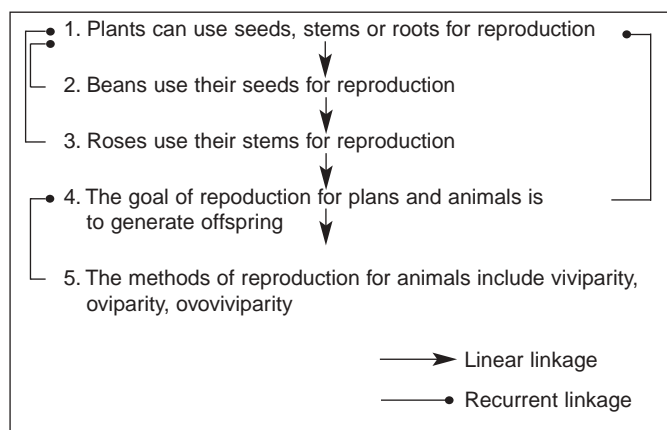 1. Plants can use seeds, stems or roots for reproduction
2. Beans use their seeds for reproduction
3. Roses use their stems for reproduction
4. The goal of repoduction for plans and animals is
to generate offspring
5. The methods of reproduction for animals include viviparity,
oviparity, ovoviviparity
Linear linkage
Recurrent linkage